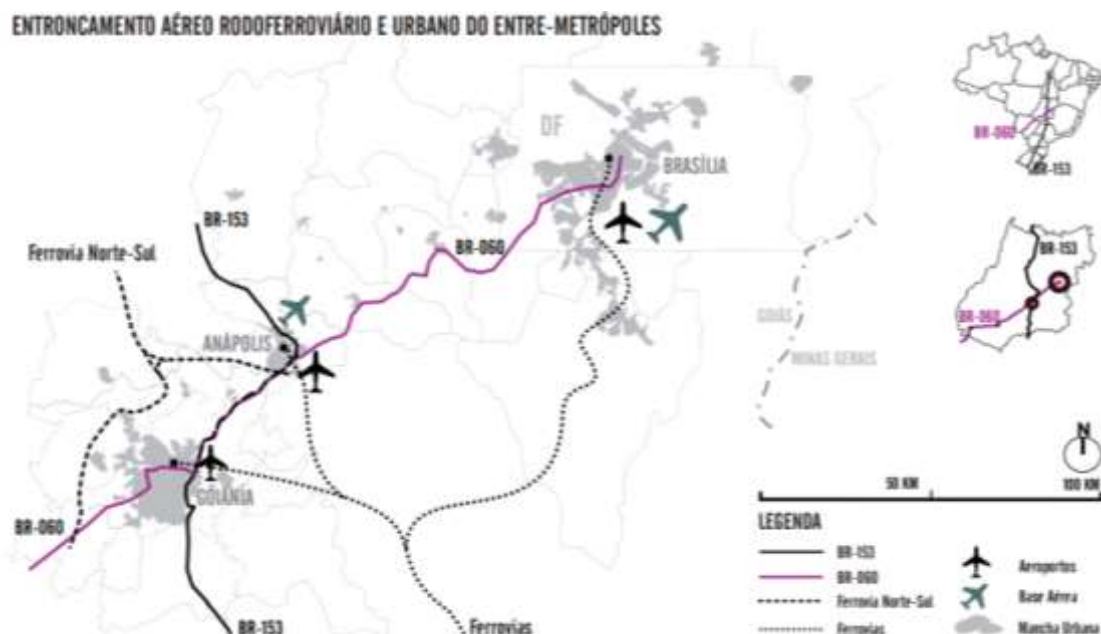 ENTRONCAMENTO AÉREO RODOFERROVIÁRIO E URBANO DO ENTRE-METRÓPOLES
DF
BRASÍLIA
BR-060
BR-153
BR-153
BR-060
Ferrovia Norte-Sul
BR-153
BR-060
ANÁPOLIS
GOIÁS
MINAS GERAIS
GOIÂNIA
BR-060
BR-153
Ferrovias
N
50 KM
100 KM
LEGENDA
BR-153
BR-060
Ferrovia Norte-Sul
Ferrovias
Aeroportos
Base Aérea
Mancha Urbana